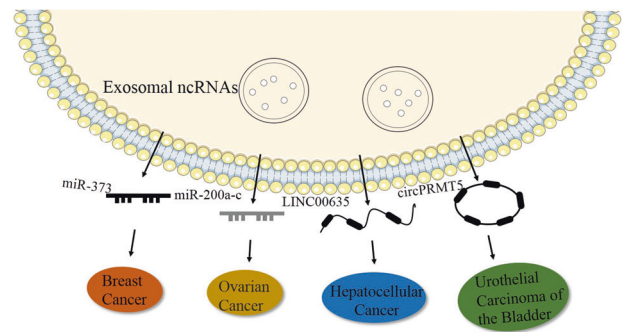 Exosomal ncRNAs
miR-373
miR-200a-c
LINC00635
circPRMT5
Breast
Cancer
Ovarian
Cancer
Hepatocellular
Cancer
Urothelial
Carcinoma of
the Bladder